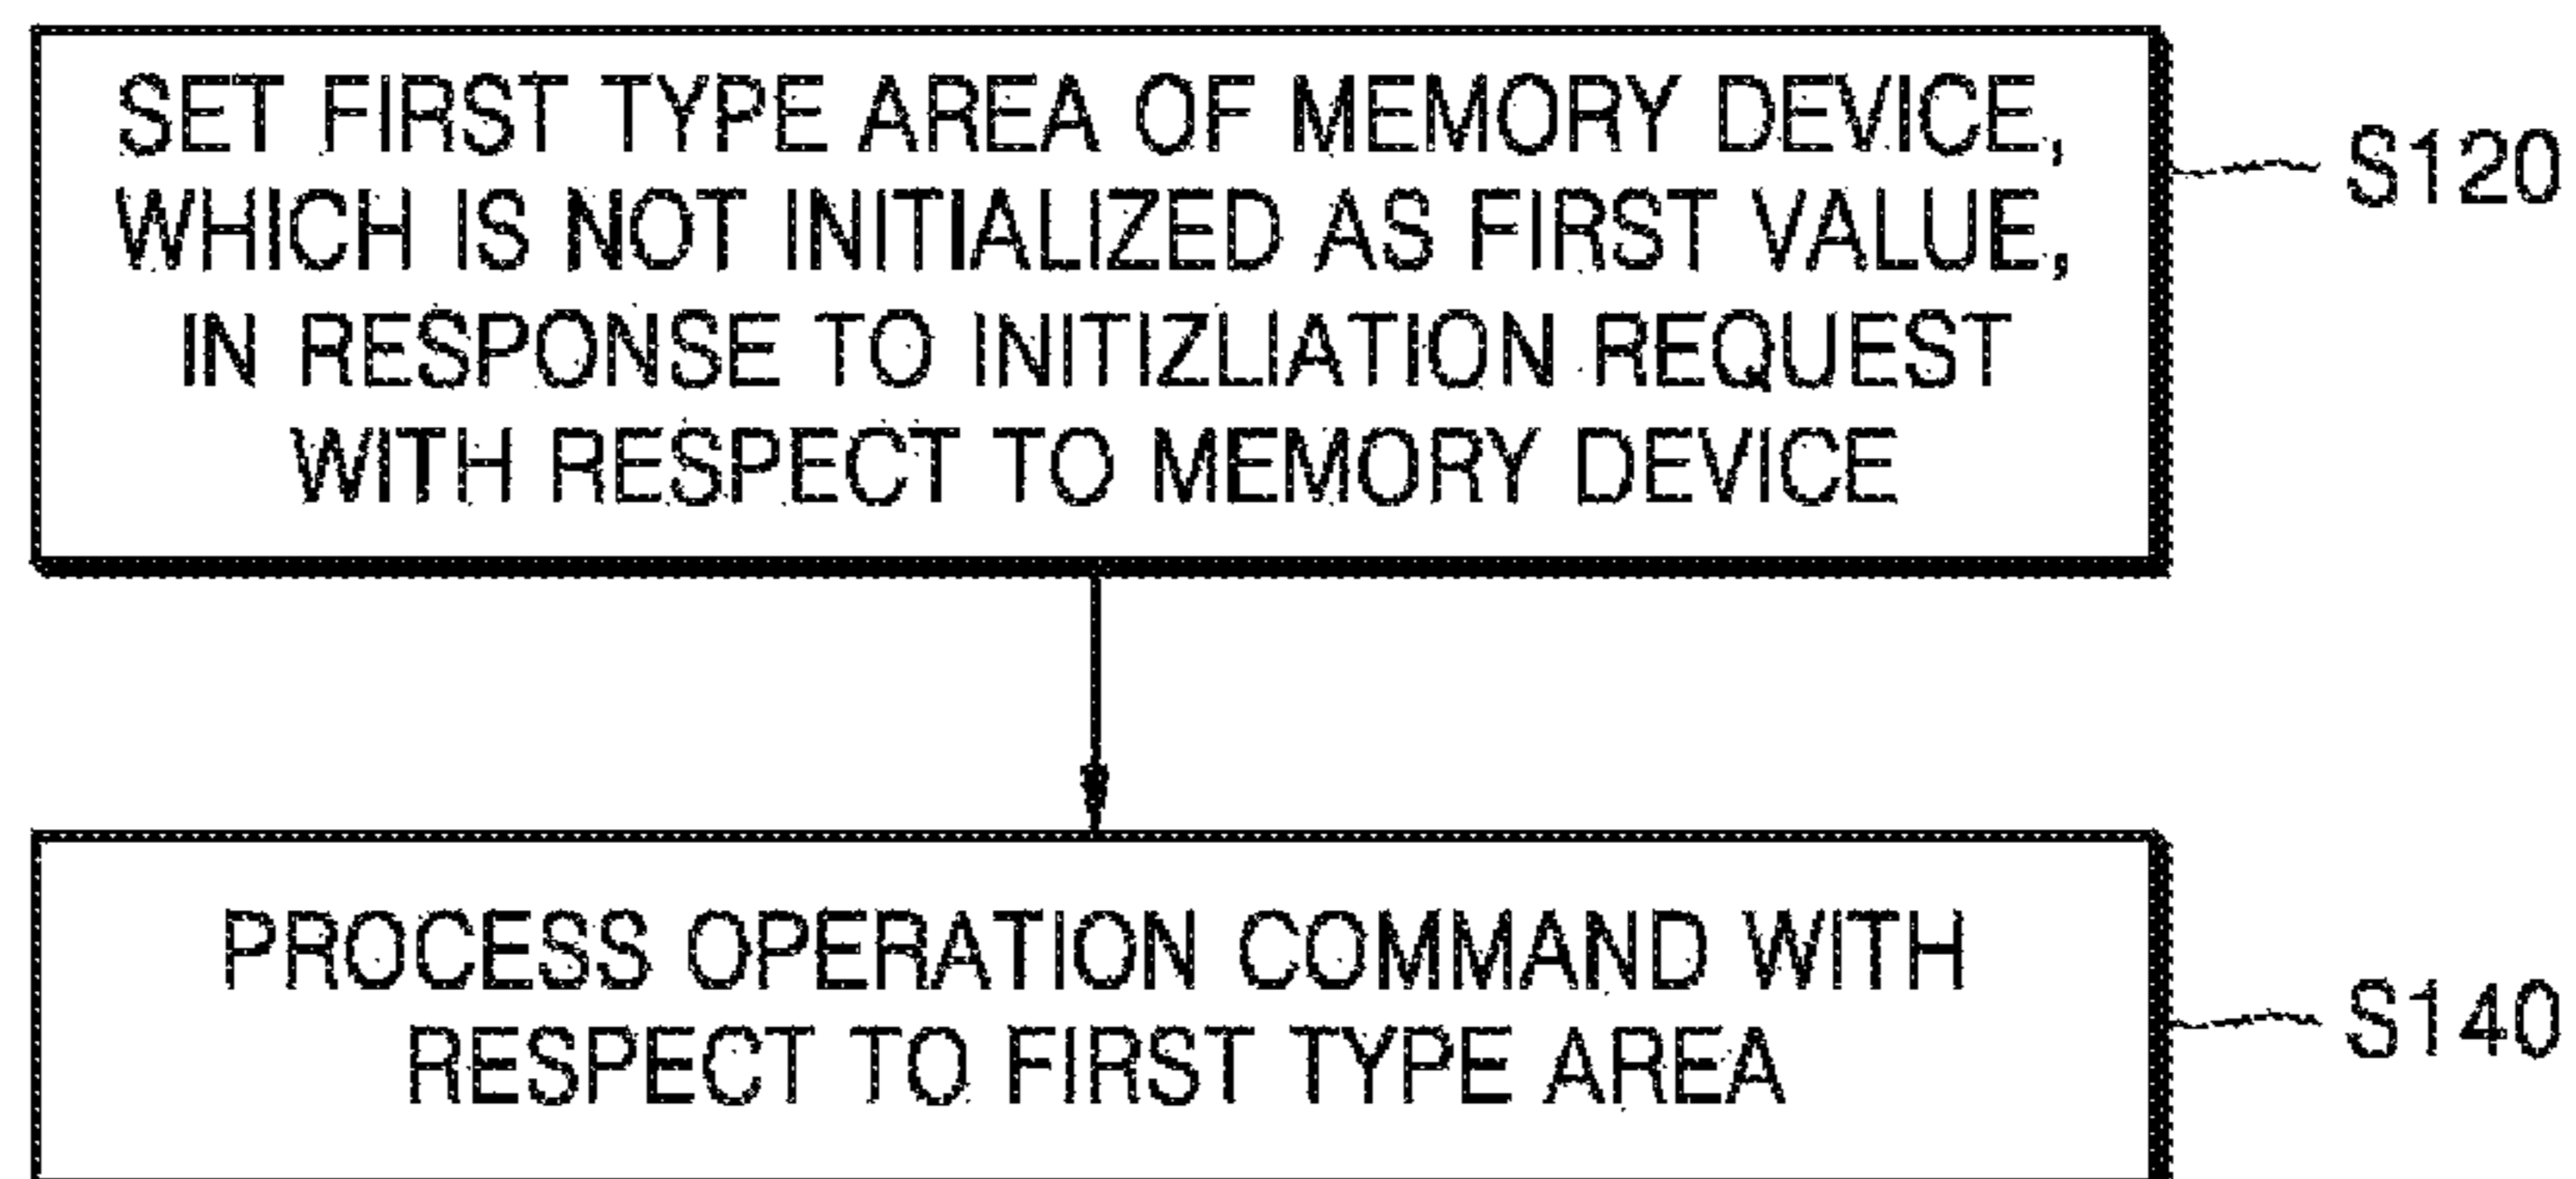 SET FIRST TYPE AREA OF MEMORY DEVICE,
WHICH IS NOT INITIALIZED AS FIRST VALUE,
IN RESPONSE TO INITIZLIATION REQUEST
WITH RESPECT TO MEMORY DEVICE
S120
PROCESS OPERATION COMMAND WITH
RESPECT TO FIRST TYPE AREA
S140